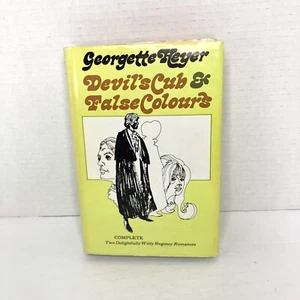 Georgette Heyer
Devil's Cub &
False Colours
COMPLETE
Two Delightfully Witty Regency Romances